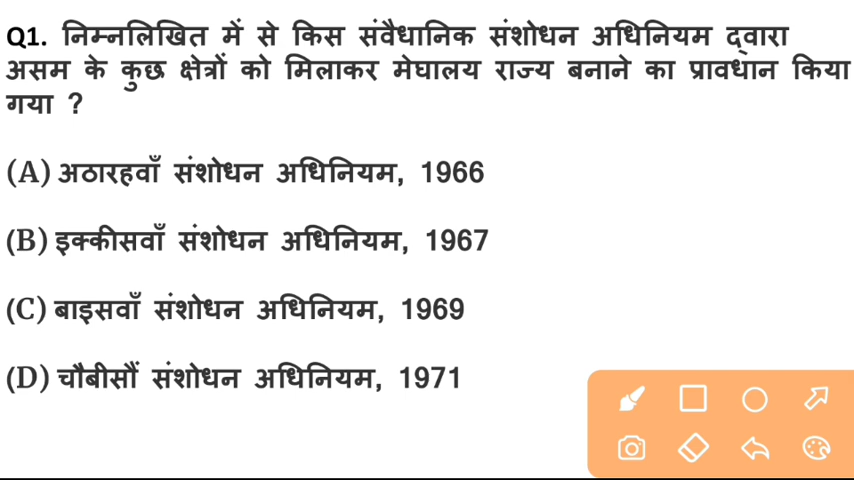 Q1. निम्नलिखित में से किस संवैधानिक संशोधन अधिनियम द्वारा
असम के कुछ क्षेत्रों को मिलाकर मेघालय राज्य बनाने का प्रावधान किया
गया ?
(A) अठारहवाँ संशोधन अधिनियम, 1966
(B) इक्कीसवाँ संशोधन अधिनियम, 1967
(C) बाइसवाँ संशोधन अधिनियम, 1969
(D) चौबीसौं संशोधन अधिनियम, 1971